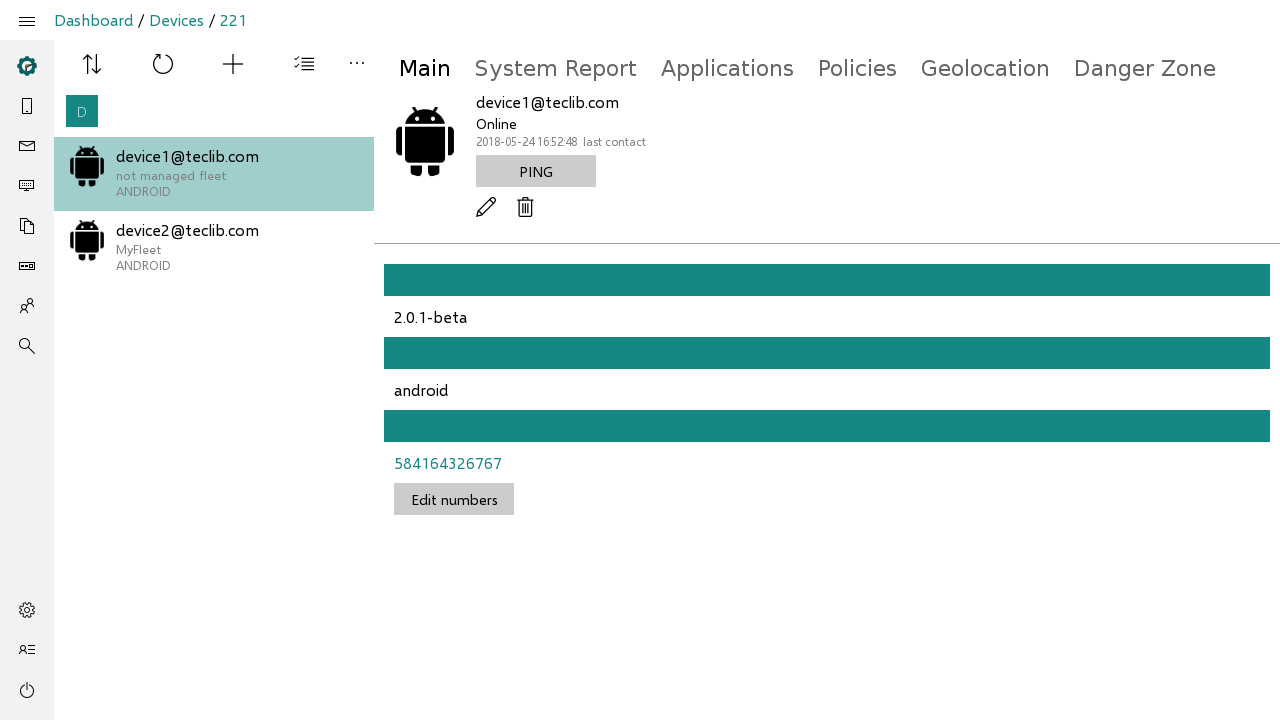 Dashboard / Devices / 221
D
device1@teclib.com
not managed fleet
ANDROID
device2@teclib.com
MyFleet
ANDROID
Main System Report Applications Policies Geolocation Danger Zone
device1@teclib.com
Online
2018-05-24 16:52:48 last contact
PING
2.0.1-beta
android
584164326767
Edit numbers